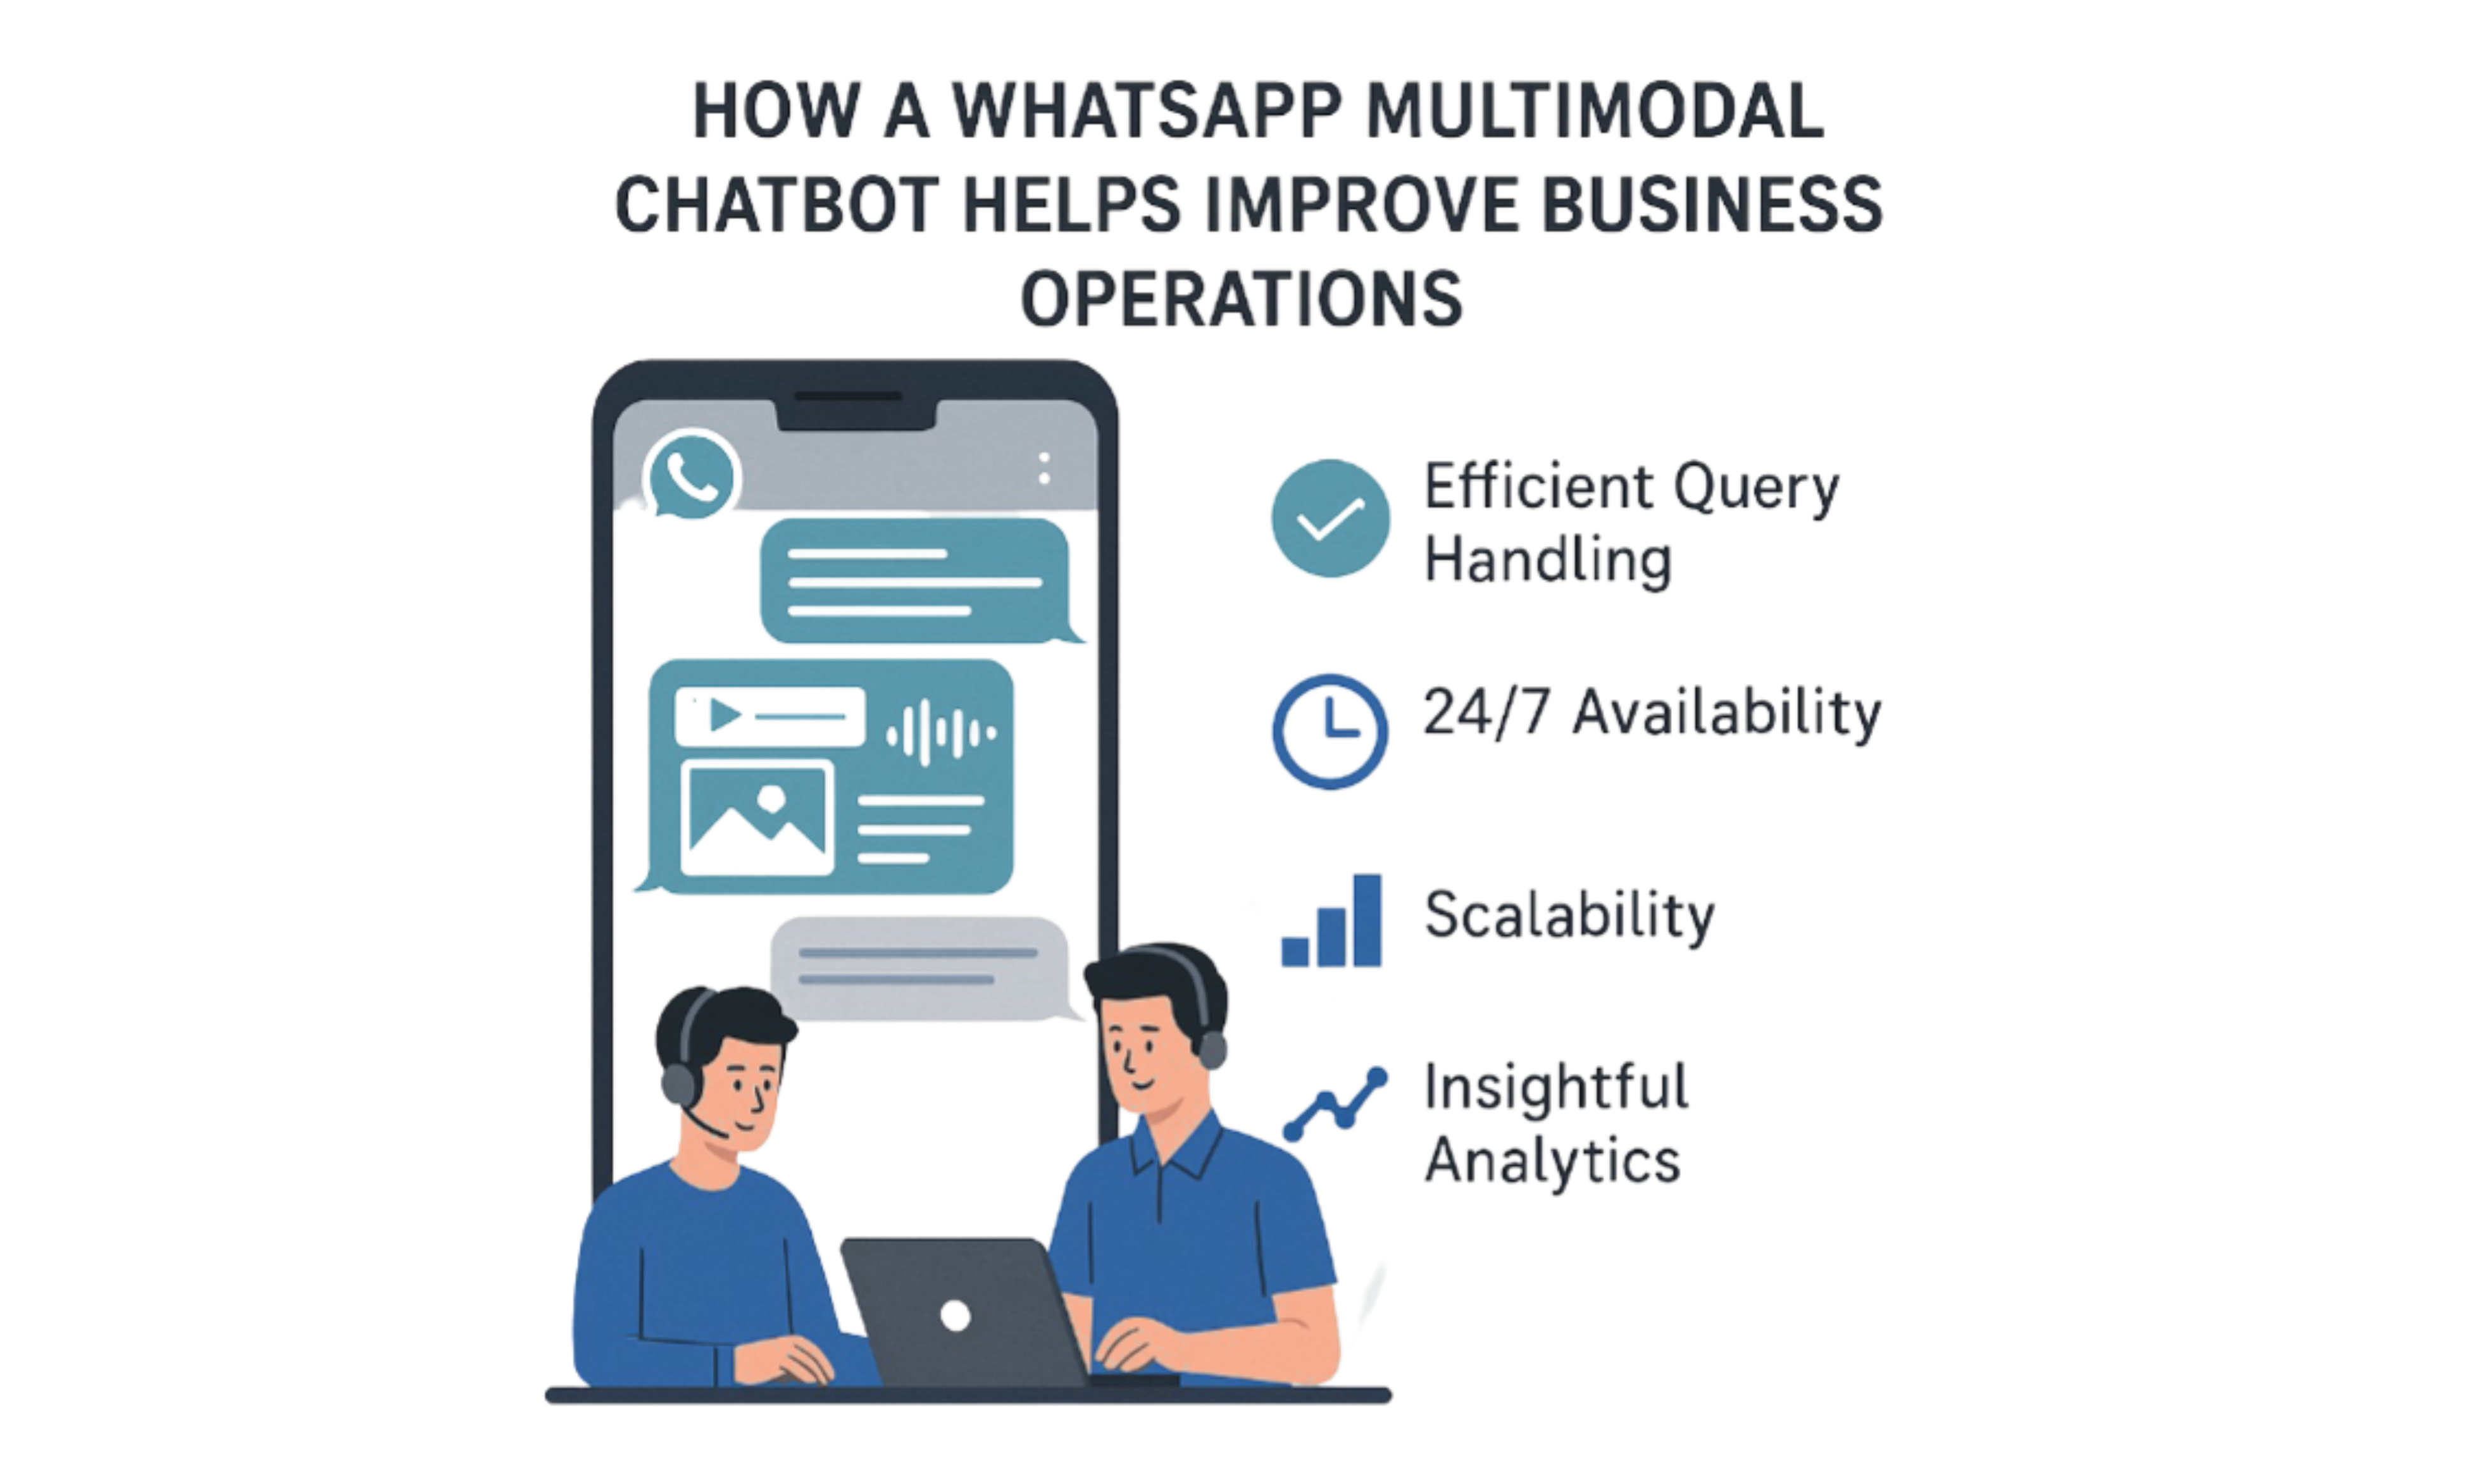 HOW A WHATSAPP MULTIMODAL
CHATBOT HELPS IMPROVE BUSINESS
OPERATIONS
Efficient Query
Handling
24/7 Availability
Scalability
Insightful
Analytics